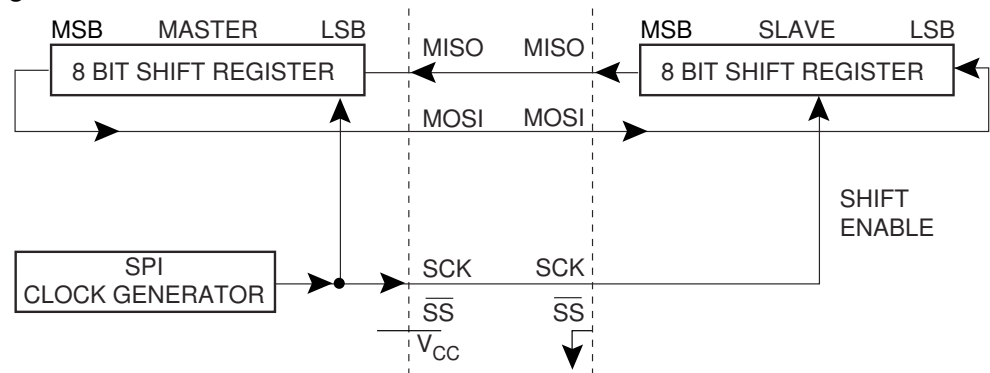 MSB MASTER LSB
8 BIT SHIFT REGISTER
MISO MISO
MSB SLAVE LSB
8 BIT SHIFT REGISTER
MOSI MOSI
SHIFT
ENABLE
SPI
CLOCK GENERATOR
SCK SCK
SS SS
VCC